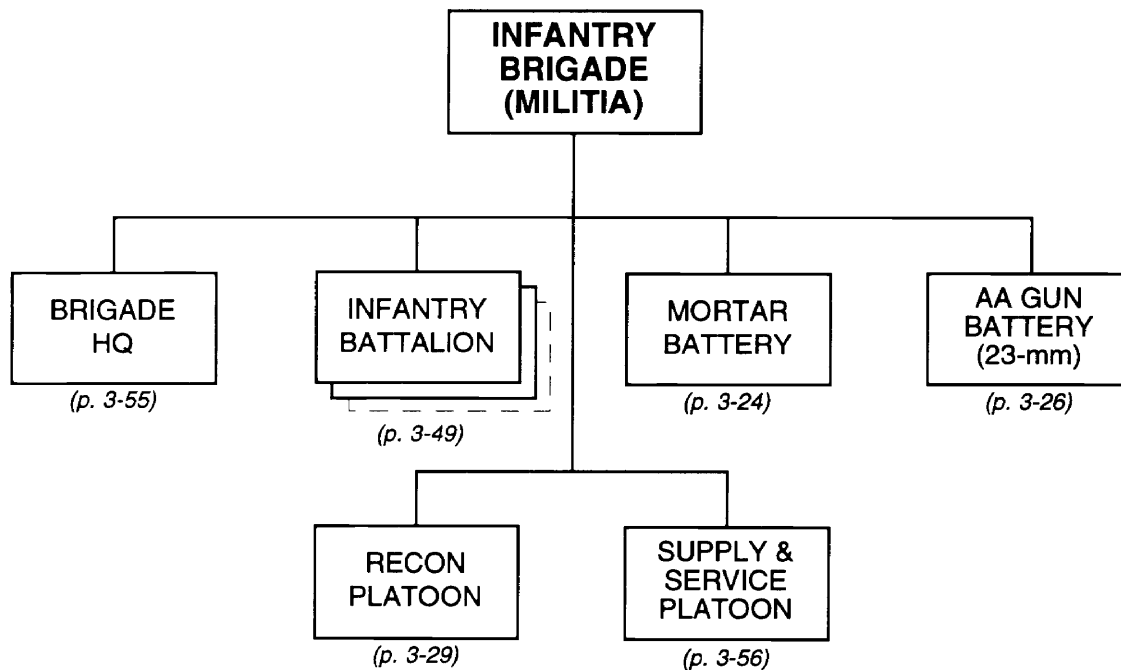 INFANTRY
BRIGADE
(MILITIA)
BRIGADE
HQ
(p. 3-55)
INFANTRY
BATTALION
(p. 3-49)
MORTAR
BATTERY
(p. 3-24)
AA GUN
BATTERY
(23-mm)
(p. 3-26)
RECON
PLATOON
(p. 3-29)
SUPPLY &
SERVICE
PLATOON
(p. 3-56)